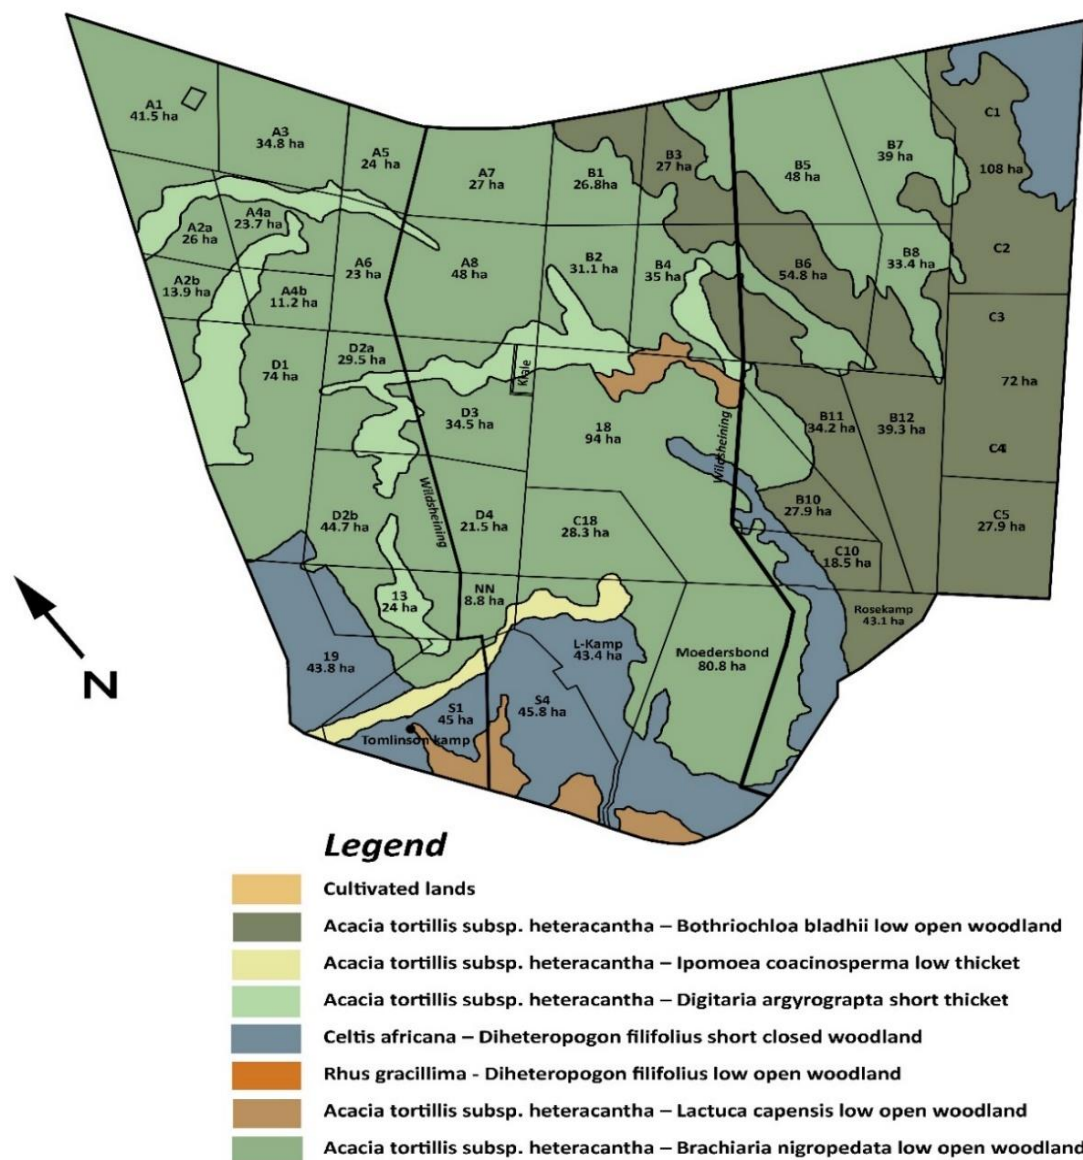 A1
41.5 ha
A3
34.8 ha
A5
24 ha
A7
27 ha
B1
26.8ha
B3
27 ha
B5
48 ha
B7
39 ha
C1
108 ha
C2
A2a
26 ha
A4a
23.7 ha
A2b
13.9 ha
A4b
11.2 ha
A6
23 ha
A8
48 ha
B2
31.1 ha
B4
35 ha
B6
54.8 ha
B8
33.4 ha
C3
72 ha
C4
D1
74 ha
D2a
29.5 ha
D3
34.5 ha
18
94 ha
Wildsheining
B11
34.2 ha
B12
39.3 ha
D2b
44.7 ha
Wildsheining
D4
21.5 ha
C18
28.3 ha
B10
27.9 ha
C10
18.5 ha
C5
27.9 ha
13
24 ha
NN
8.8 ha
Rosekamp
43.1 ha
19
43.8 ha
L-Kamp
43.4 ha
Moedersbond
80.8 ha
S1
45 ha
S4
45.8 ha
Tomlinson kamp
N
Legend
Cultivated lands
Acacia tortillis subsp. heteracantha – Bothriochloa bladhii low open woodland
Acacia tortillis subsp. heteracantha – Ipomoea coacinosperma low thicket
Acacia tortillis subsp. heteracantha – Digitaria argyrograpta short thicket
Celtis africana – Diheteropogon filifolius short closed woodland
Rhus gracillima - Diheteropogon filifolius low open woodland
Acacia tortillis subsp. heteracantha – Lactuca capensis low open woodland
Acacia tortillis subsp. heteracantha – Brachiaria nigropedata low open woodland